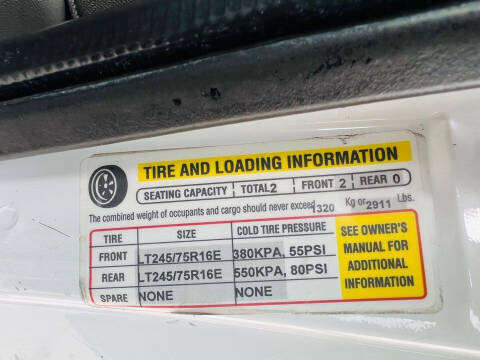 TIRE AND LOADING INFORMATION
SEATING CAPACITY TOTAL2 FRONT 2 REAR 0
The combined weight of occupants and cargo should never exceed 1320 Kg or 2911 Lbs.
TIRE SIZE COLD TIRE PRESSURE
FRONT LT245/75R16E 380KPA, 55PSI
REAR LT245/75R16E 550KPA, 80PSI
SPARE NONE NONE
SEE OWNER'S
MANUAL FOR
ADDITIONAL
INFORMATION